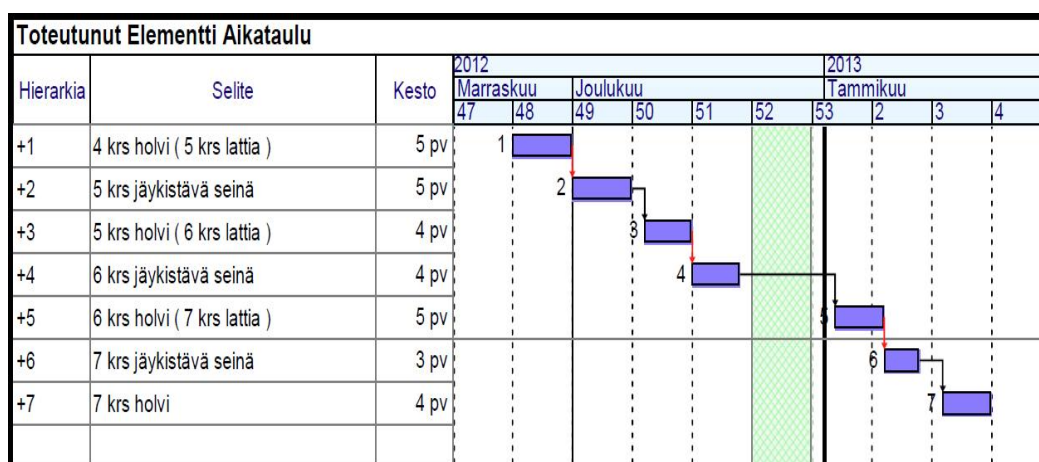 Toteutunut Elementti Aikataulu
Hierarkia Selite Kesto
2012 2013
Marraskuu Joulukuu Tammikuu
47 48 49 50 51 52 53 2 3 4
+1 4 krs holvi ( 5 krs lattia ) 5 pv 1
+2 5 krs jäykistävä seinä 5 pv 2
+3 5 krs holvi ( 6 krs lattia ) 4 pv 3
+4 6 krs jäykistävä seinä 4 pv 4
+5 6 krs holvi ( 7 krs lattia ) 5 pv 5
+6 7 krs jäykistävä seinä 3 pv 6
+7 7 krs holvi 4 pv 7